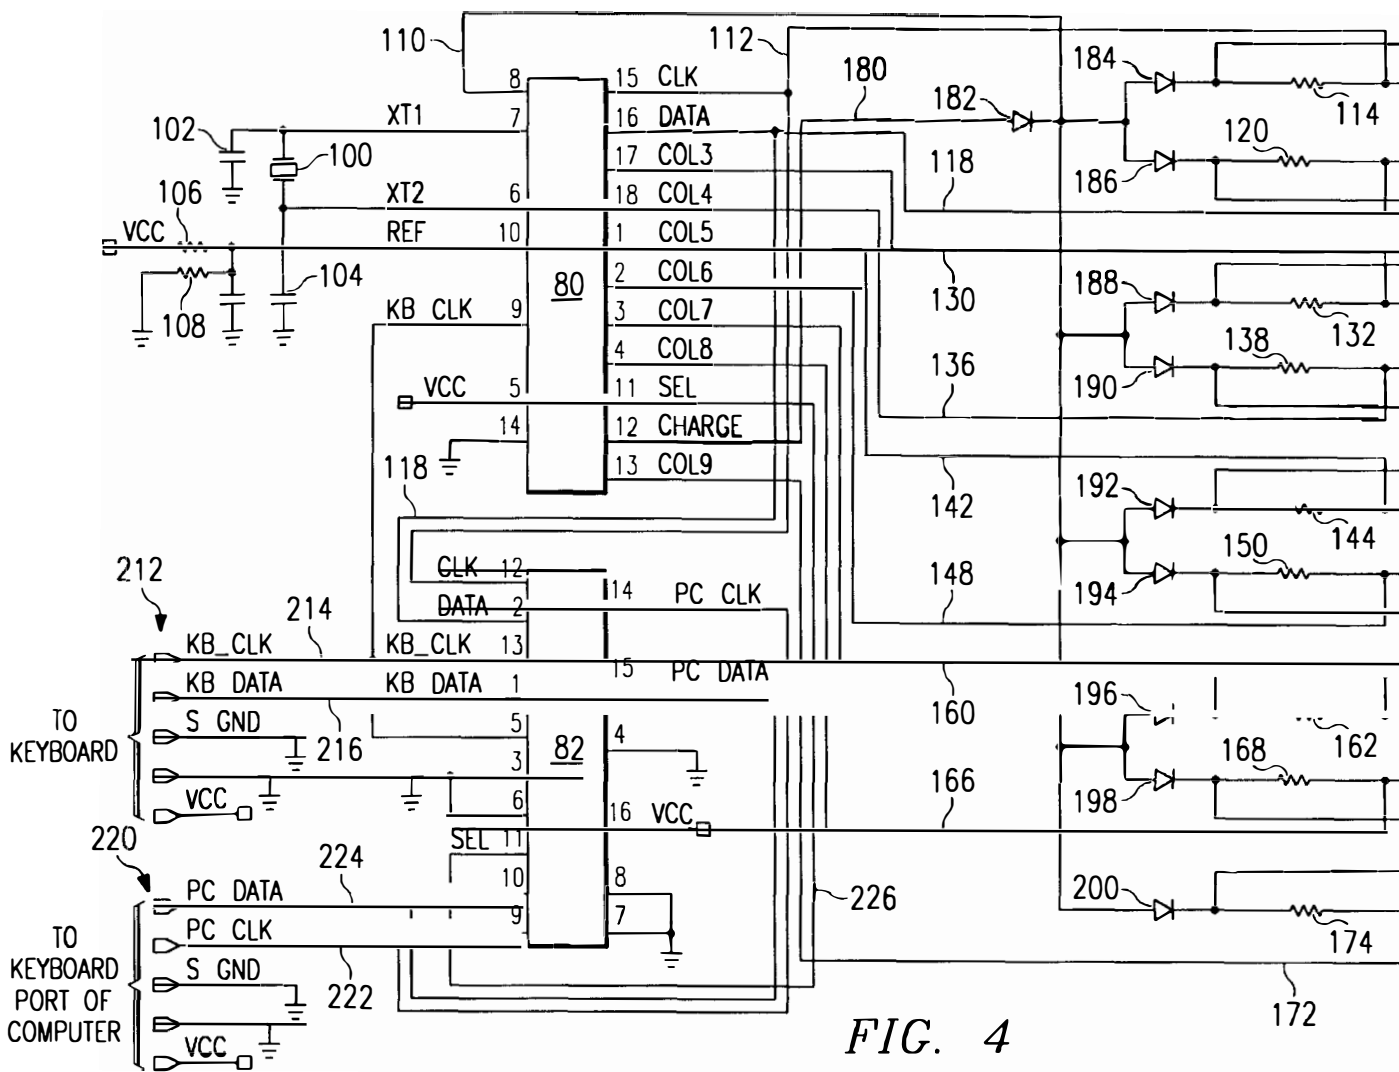 110
112
8
15 CLK
180
184
182
114
XT1
7
16 DATA
102
100
17 COL3
120
118
186
106
XT2
6
18 COL4
VCC
REF
10
1 COL5
104
80
2 COL6
130
188
108
KB CLK
9
3 COL7
132
138
4 COL8
136
190
VCC
5
11 SEL
14
12 CHARGE
118
13 COL9
142
192
144
150
CLK 12
212
14 PC CLK
148
194
214
DATA 2
KB_CLK
KB_CLK 13
15 PC DATA
KB DATA
KB DATA 1
160
196
TO
KEYBOARD
S GND
216
5
82
4
162
168
3
166
198
VCC
6
16 VCC
220
SEL 11
224
10
8
226
200
PC DATA
9
7
174
PC CLK
TO
KEYBOARD
PORT OF
COMPUTER
S GND
222
172
VCC
FIG. 4